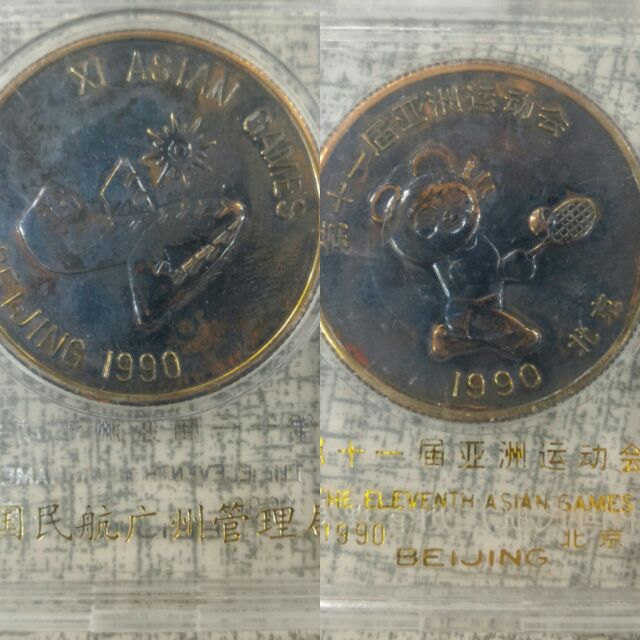 XI ASIAN GAMES
BEIJING 1990
国民航广州管理局
第十一届亚洲运动会
1990 北京
十一届亚洲运动会
THE ELEVENTH ASIAN GAMES
1990 北京
BEIJING